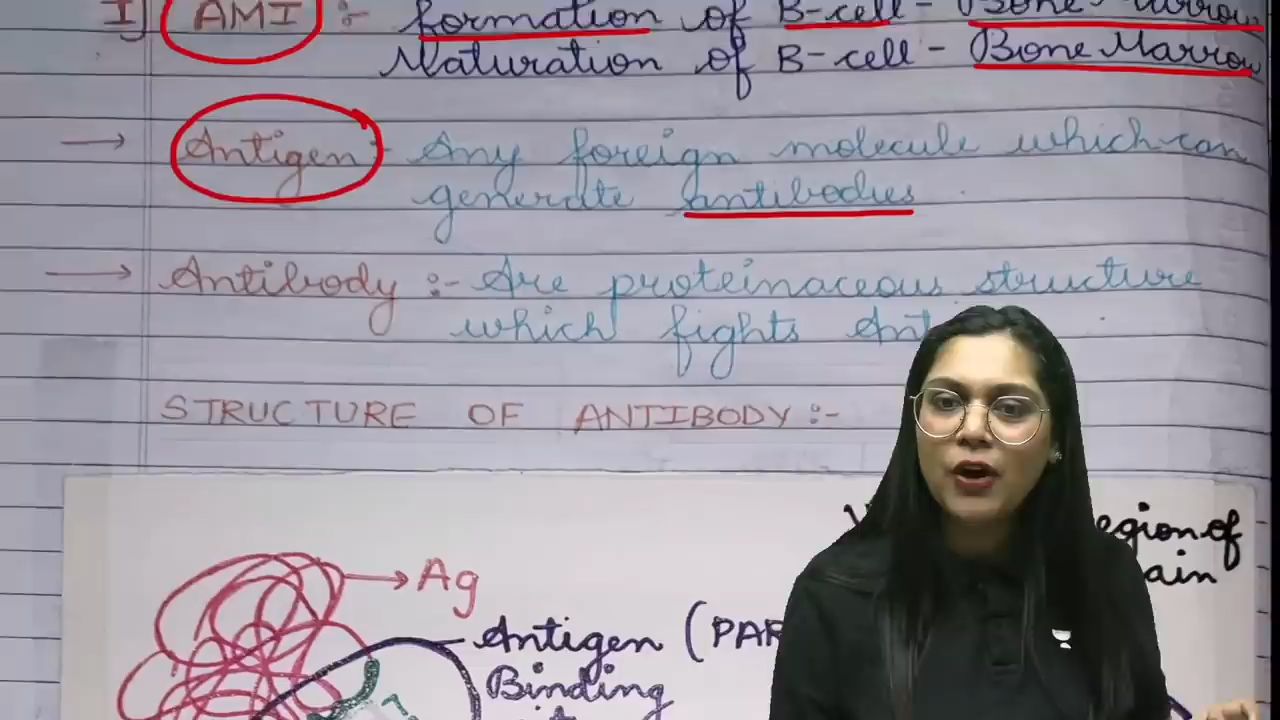 I] AMI :- formation of B-cell - Bone Marrow
Maturation of B-cell - Bone Marrow
→ Antigen - Any foreign molecule which can
generate antibodies
→ Antibody :- Are proteinaceous structure
which fights
STRUCTURE OF ANTIBODY :-
→ Ag
Antigen
Binding